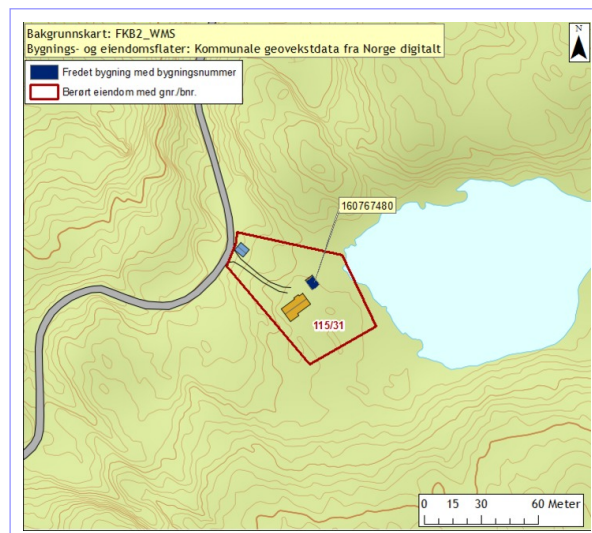 Bakgrunnskart: FKB2_WMS
Bygnings- og eiendomsflater: Kommunale geovekstdata fra Norge digitalt
N
Fredet bygning med bygningsnummer
Berørt eiendom med gnr./bnr.
160767480
115/31
0 15 30 60 Meter